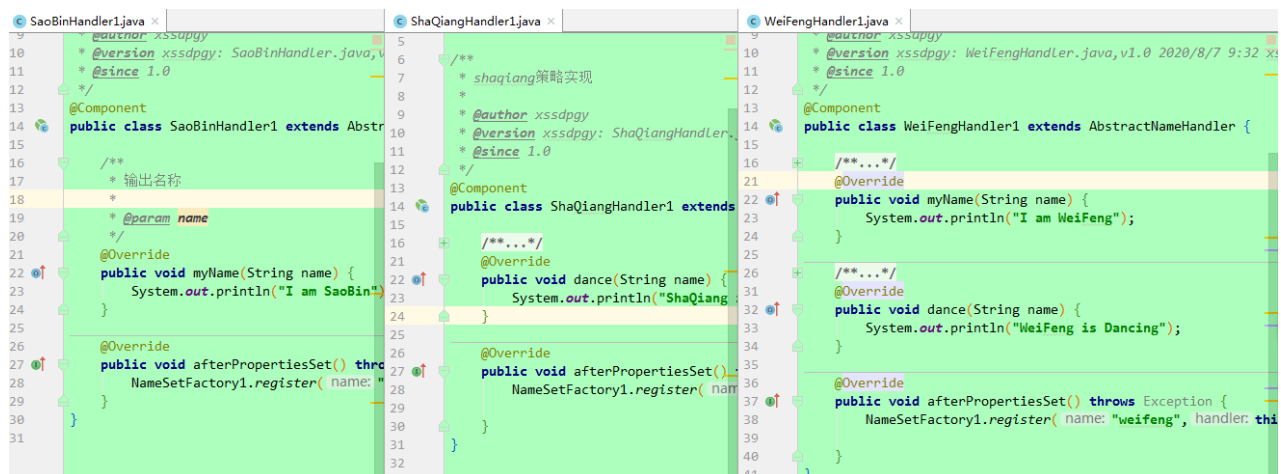 SaoBinHandler1.java
9 * @author xssdpgy
10 * @version xssdpgy: SaoBinHandler.java,v
11 * @since 1.0
12 */
13 @Component
14 public class SaoBinHandler1 extends Abstr
15
16 /**
17 * 输出名称
18 *
19 * @param name
20 */
21 @Override
22 public void myName(String name) {
23 System.out.println("I am SaoBin")
24 }
25
26 @Override
27 public void afterPropertiesSet() thro
28 NameSetFactory1.register( name: "
29 }
30 }
31
ShaQiangHandler1.java
5
6 /**
7 * shaqiang策略实现
8 *
9 * @author xssdpgy
10 * @version xssdpgy: ShaQiangHandler.
11 * @since 1.0
12 */
13 @Component
14 public class ShaQiangHandler1 extends
15
16 /**...*/
21 @Override
22 public void dance(String name) {
23 System.out.println("ShaQiang
24 }
25
26 @Override
27 public void afterPropertiesSet()
28 NameSetFactory1.register( nam
29
30 }
31 }
32
WeiFengHandler1.java
9 * @author xssdpgy
10 * @version xssdpgy: WeiFengHandler.java,v1.0 2020/8/7 9:32 xs
11 * @since 1.0
12 */
13 @Component
14 public class WeiFengHandler1 extends AbstractNameHandler {
15
16 /**...*/
21 @Override
22 public void myName(String name) {
23 System.out.println("I am WeiFeng");
24 }
25
26 /**...*/
31 @Override
32 public void dance(String name) {
33 System.out.println("WeiFeng is Dancing");
34 }
35
36 @Override
37 public void afterPropertiesSet() throws Exception {
38 NameSetFactory1.register( name: "weifeng", handler: thi
39
40 }
41 }